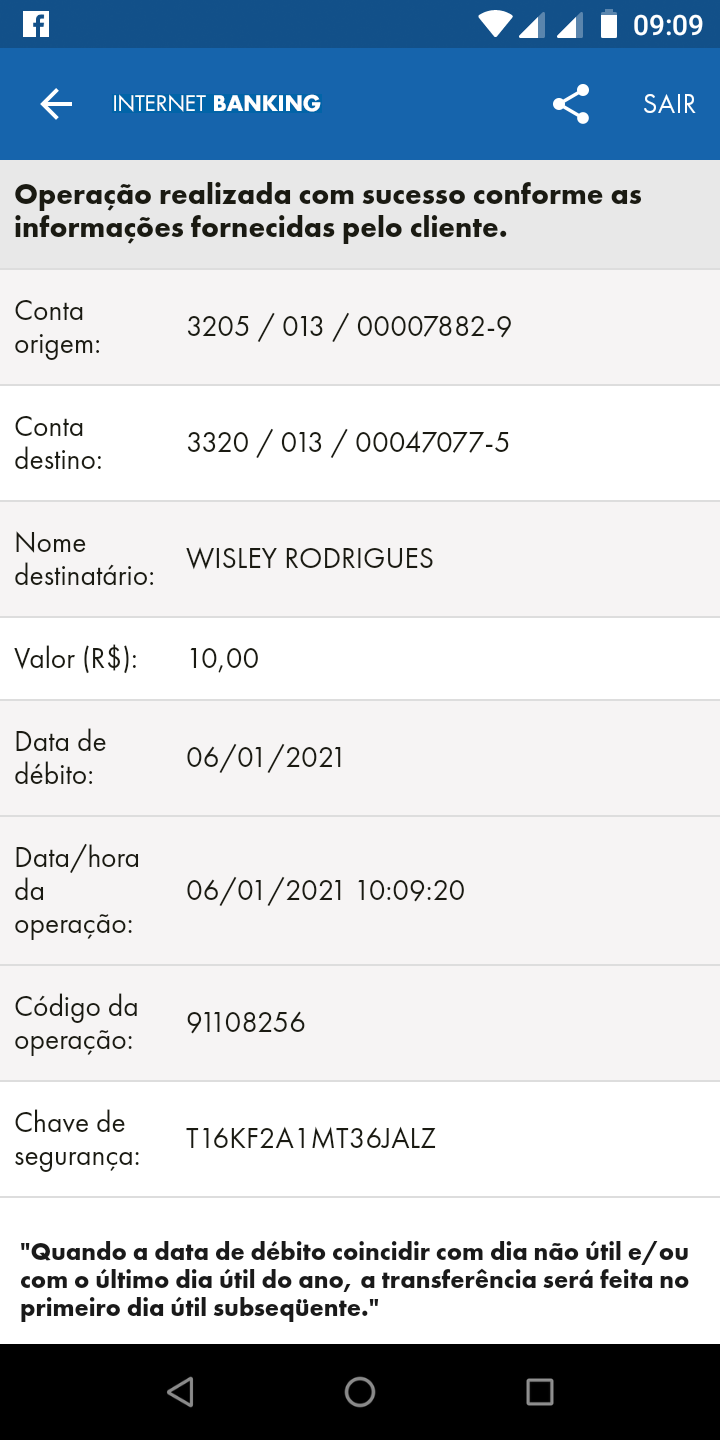 09:09
INTERNET BANKING
SAIR
Operação realizada com sucesso conforme as
informações fornecidas pelo cliente.
Conta
origem:
3205 / 013 / 00007882-9
Conta
destino:
3320 / 013 / 00047077-5
Nome
destinatário:
WISLEY RODRIGUES
Valor (R$):
10,00
Data de
débito:
06/01/2021
Data/hora
da
operação:
06/01/2021 10:09:20
Código da
operação:
91108256
Chave de
segurança:
T16KF2A1MT36JALZ
"Quando a data de débito coincidir com dia não útil e/ou
com o último dia útil do ano, a transferência será feita no
primeiro dia útil subseqüente."